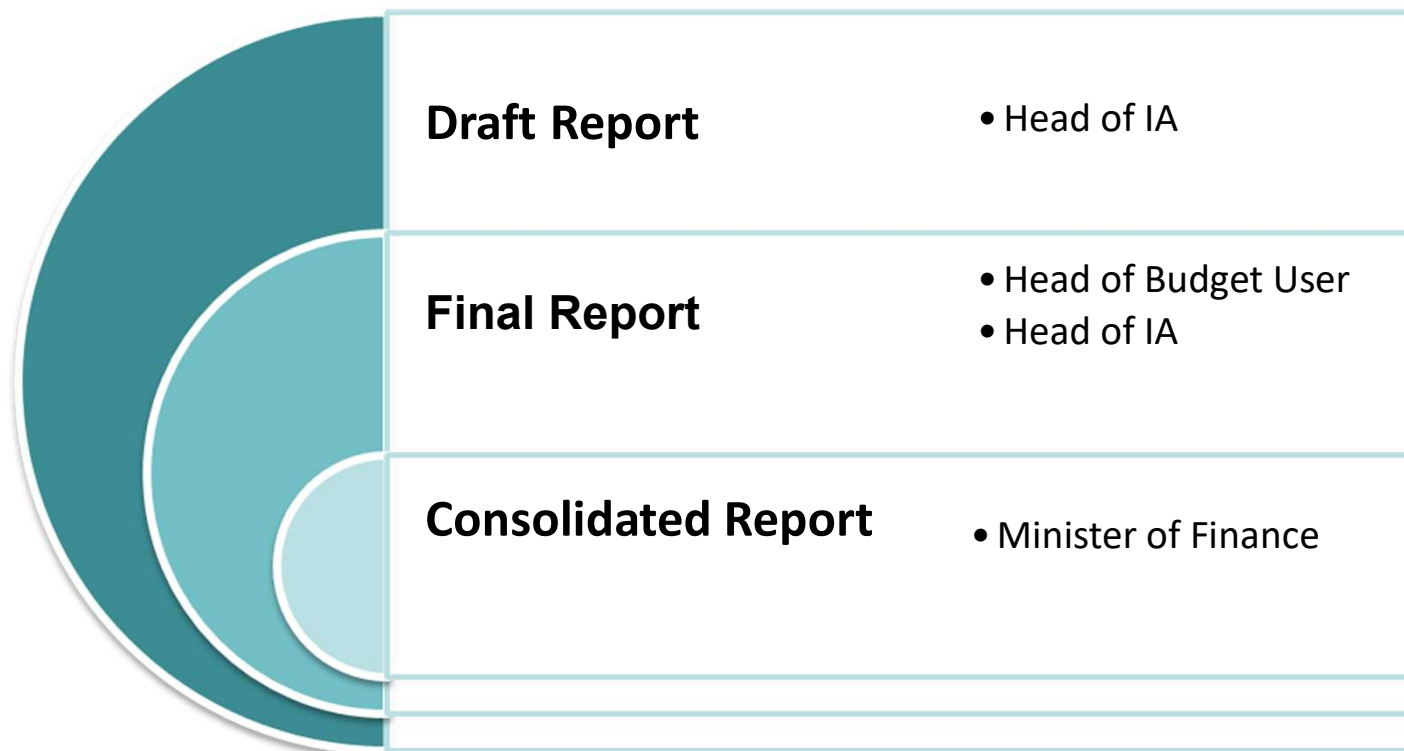 Draft Report
• Head of IA
Final Report
• Head of Budget User
• Head of IA
Consolidated Report
• Minister of Finance